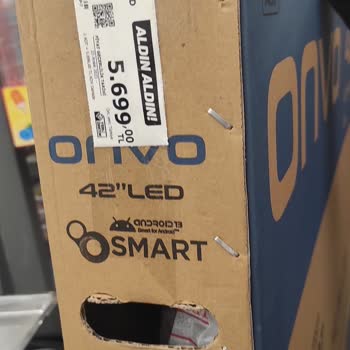 ALDIN ALDIN!
5.699,00
TL
onvo
onvo
42"LED
ANDROID 13
SMART